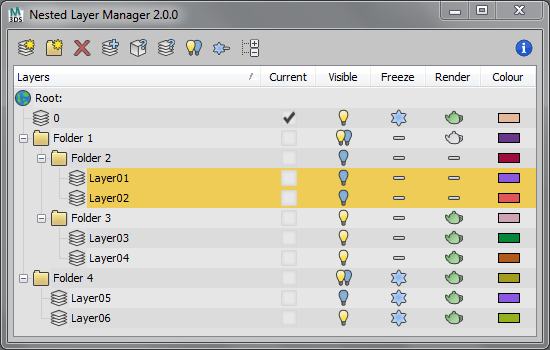 Nested Layer Manager 2.0.0
Layers / Current Visible Freeze Render Colour
Root:
0
Folder 1
Folder 2
Layer01
Layer02
Folder 3
Layer03
Layer04
Folder 4
Layer05
Layer06